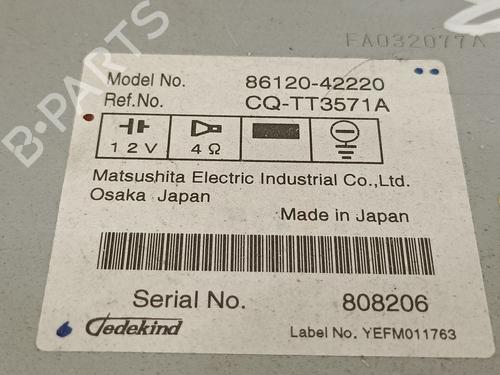 B-PARTS
FA032077A
Model No. 86120-42220
Ref.No. CQ-TT3571A
12V 4Ω
Matsushita Electric Industrial Co.,Ltd.
Osaka Japan
Made in Japan
Serial No. 808206
Dedekind Label No. YEFM011763